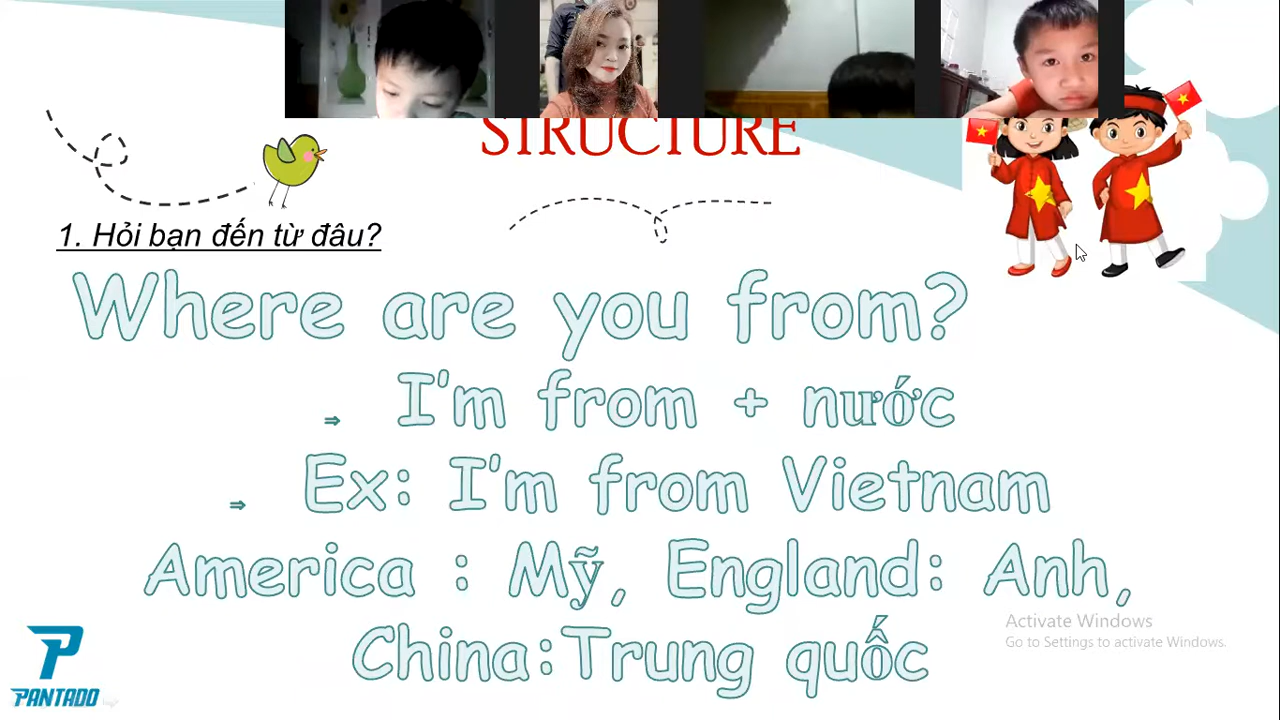 STRUCTURE
1. Hỏi bạn đến từ đâu?
Where are you from?
⇒ I'm from + nước
⇒ Ex: I'm from Vietnam
America : Mỹ, England: Anh,
China:Trung quốc
Activate Windows
Go to Settings to activate Windows.
PANTADO